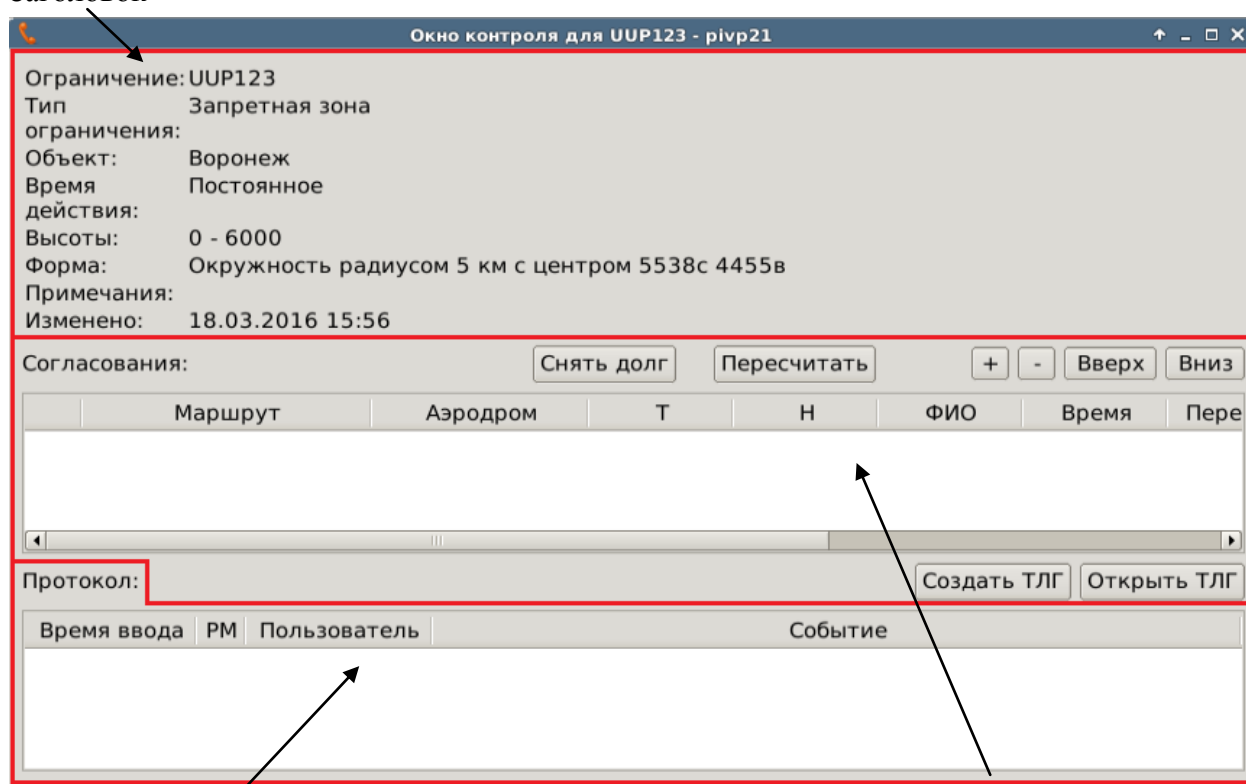 Окно контроля для UUP123 - pivp21
Ограничение: UUP123
Тип ограничения: Запретная зона
Объект: Воронеж
Время действия: Постоянное
Высоты: 0 - 6000
Форма: Окружность радиусом 5 км с центром 5538с 4455в
Примечания:
Изменено: 18.03.2016 15:56
Согласования: Снять долг Пересчитать + - Вверх Вниз
Маршрут Аэродром Т Н ФИО Время Пере
Протокол: Создать ТЛГ Открыть ТЛГ
Время ввода РМ Пользователь Событие